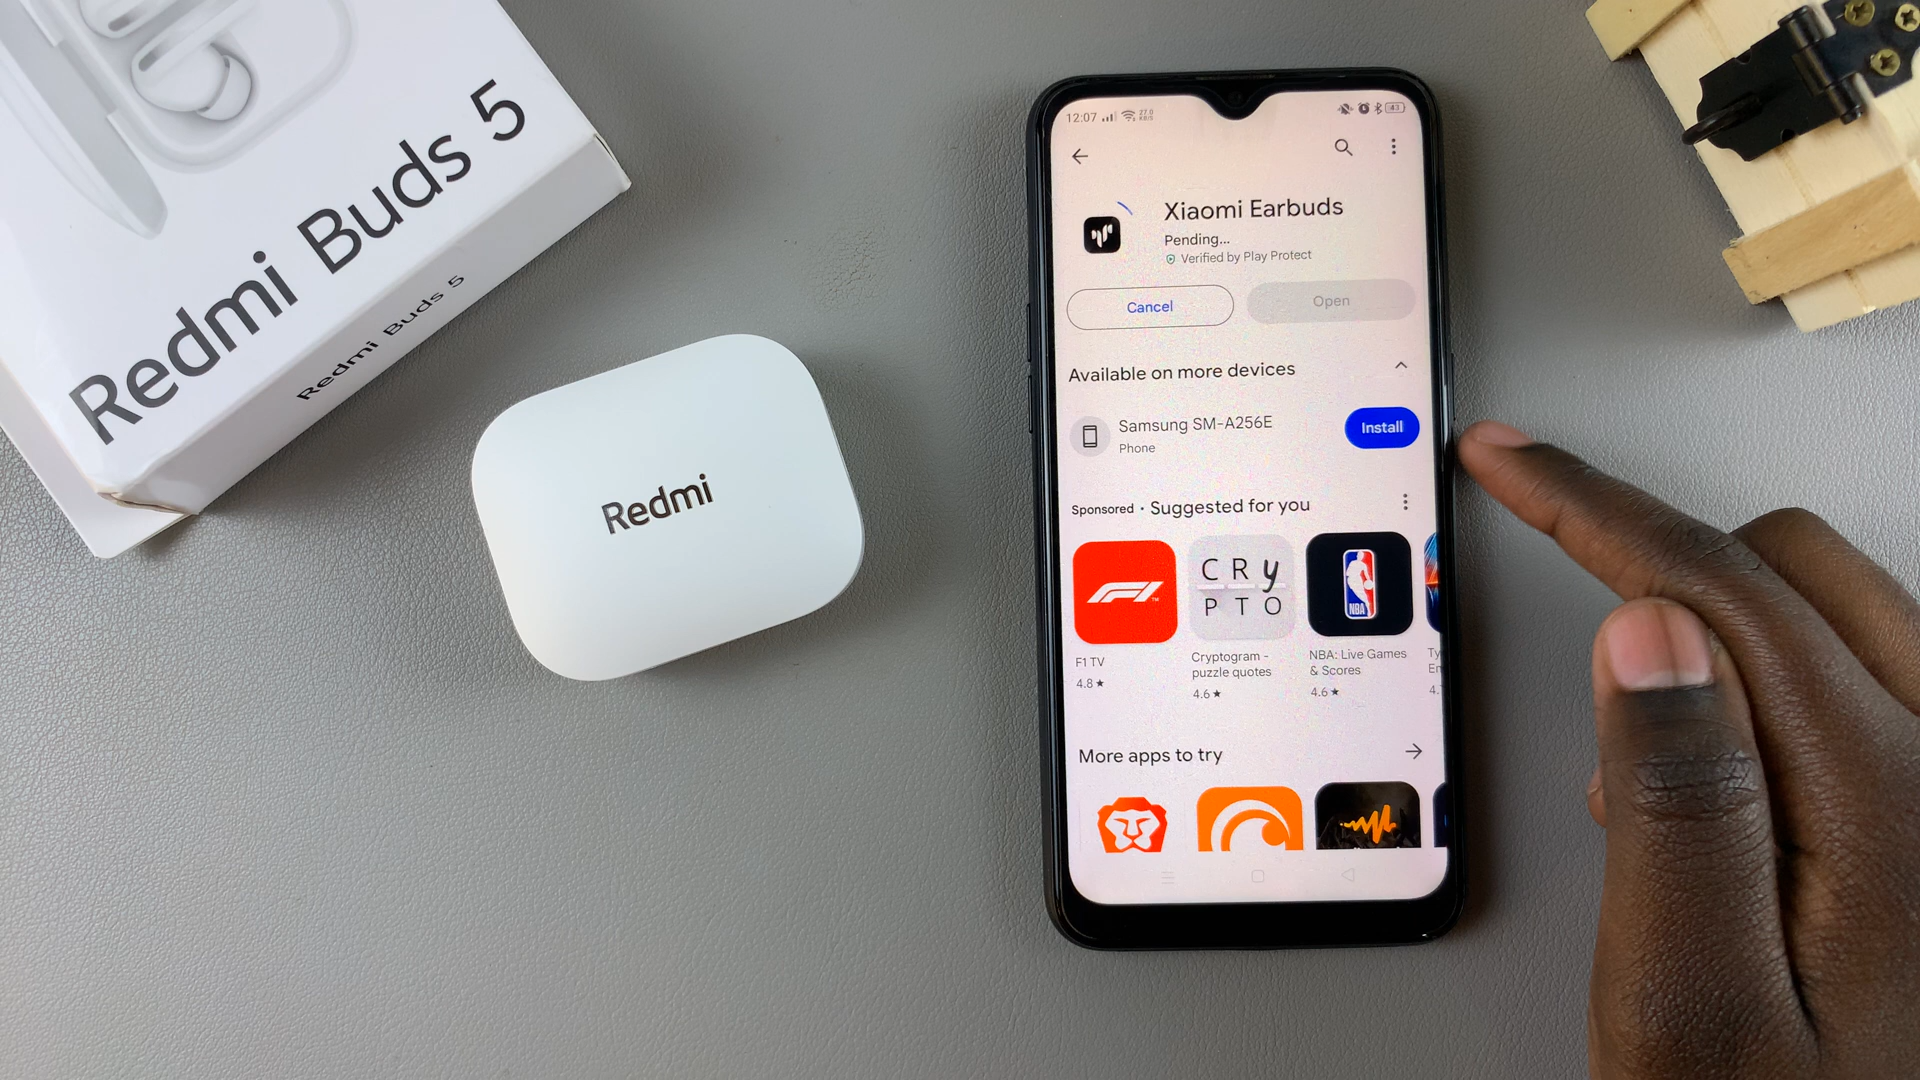 Redmi Buds 5
Redmi Buds 5
Redmi
12:07
43
Xiaomi Earbuds
Pending...
Verified by Play Protect
Cancel
Open
Available on more devices
Samsung SM-A256E
Phone
Install
Sponsored · Suggested for you
F1 TV
4.8 ★
CRy
PTO
Cryptogram -
puzzle quotes
4.6 ★
NBA
NBA: Live Games
& Scores
4.6 ★
More apps to try